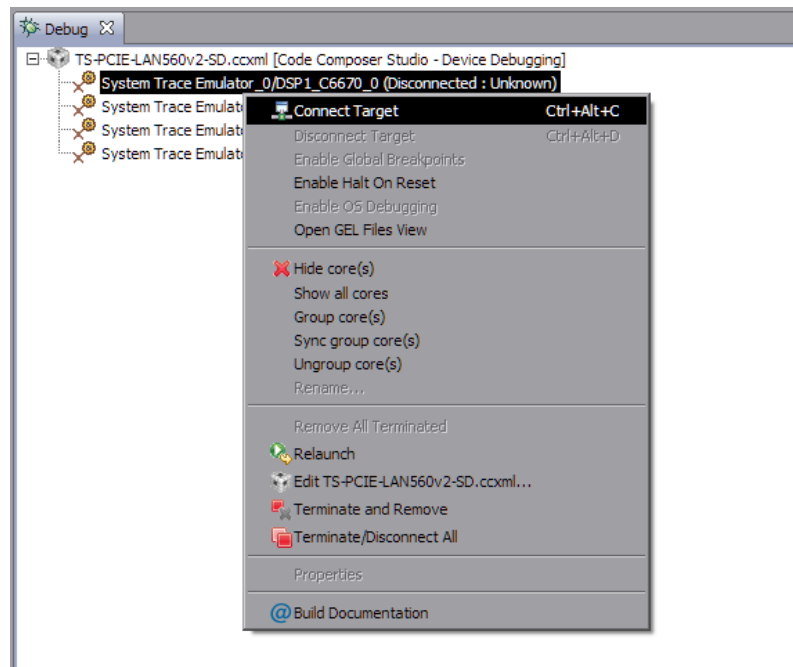 Debug
TS-PCIE-LAN560v2-SD.ccxml [Code Composer Studio - Device Debugging]
System Trace Emulator_0/DSP1_C6670_0 (Disconnected : Unknown)
System Trace Emulat
System Trace Emulat
System Trace Emulat
Connect Target Ctrl+Alt+C
Disconnect Target Ctrl+Alt+D
Enable Global Breakpoints
Enable Halt On Reset
Enable OS Debugging
Open GEL Files View
Hide core(s)
Show all cores
Group core(s)
Sync group core(s)
Ungroup core(s)
Rename...
Remove All Terminated
Relaunch
Edit TS-PCIE-LAN560v2-SD.ccxml...
Terminate and Remove
Terminate/Disconnect All
Properties
Build Documentation